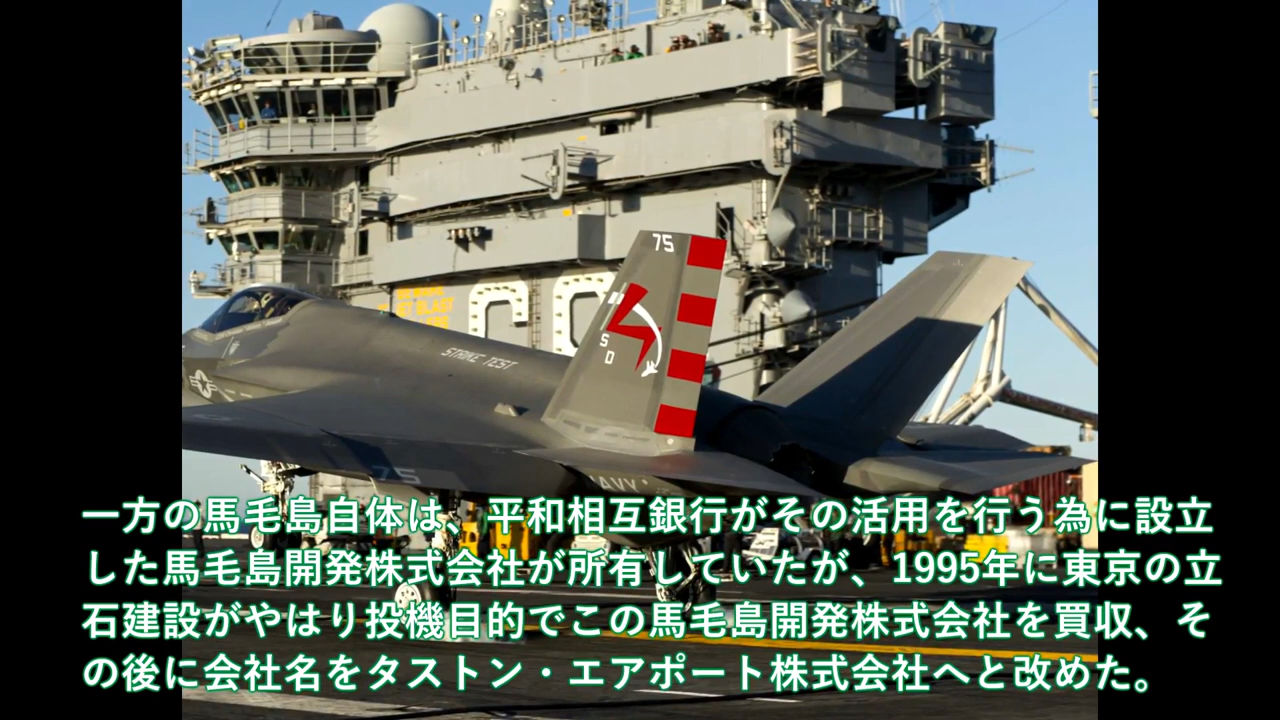 75
S
D
STRIKE TEST
75
NAVY
一方の馬毛島自体は、平和相互銀行がその活用を行う為に設立
した馬毛島開発株式会社が所有していたが、1995年に東京の立
石建設がやはり投機目的でこの馬毛島開発株式会社を買収、そ
の後に会社名をタストン・エアポート株式会社へと改めた。